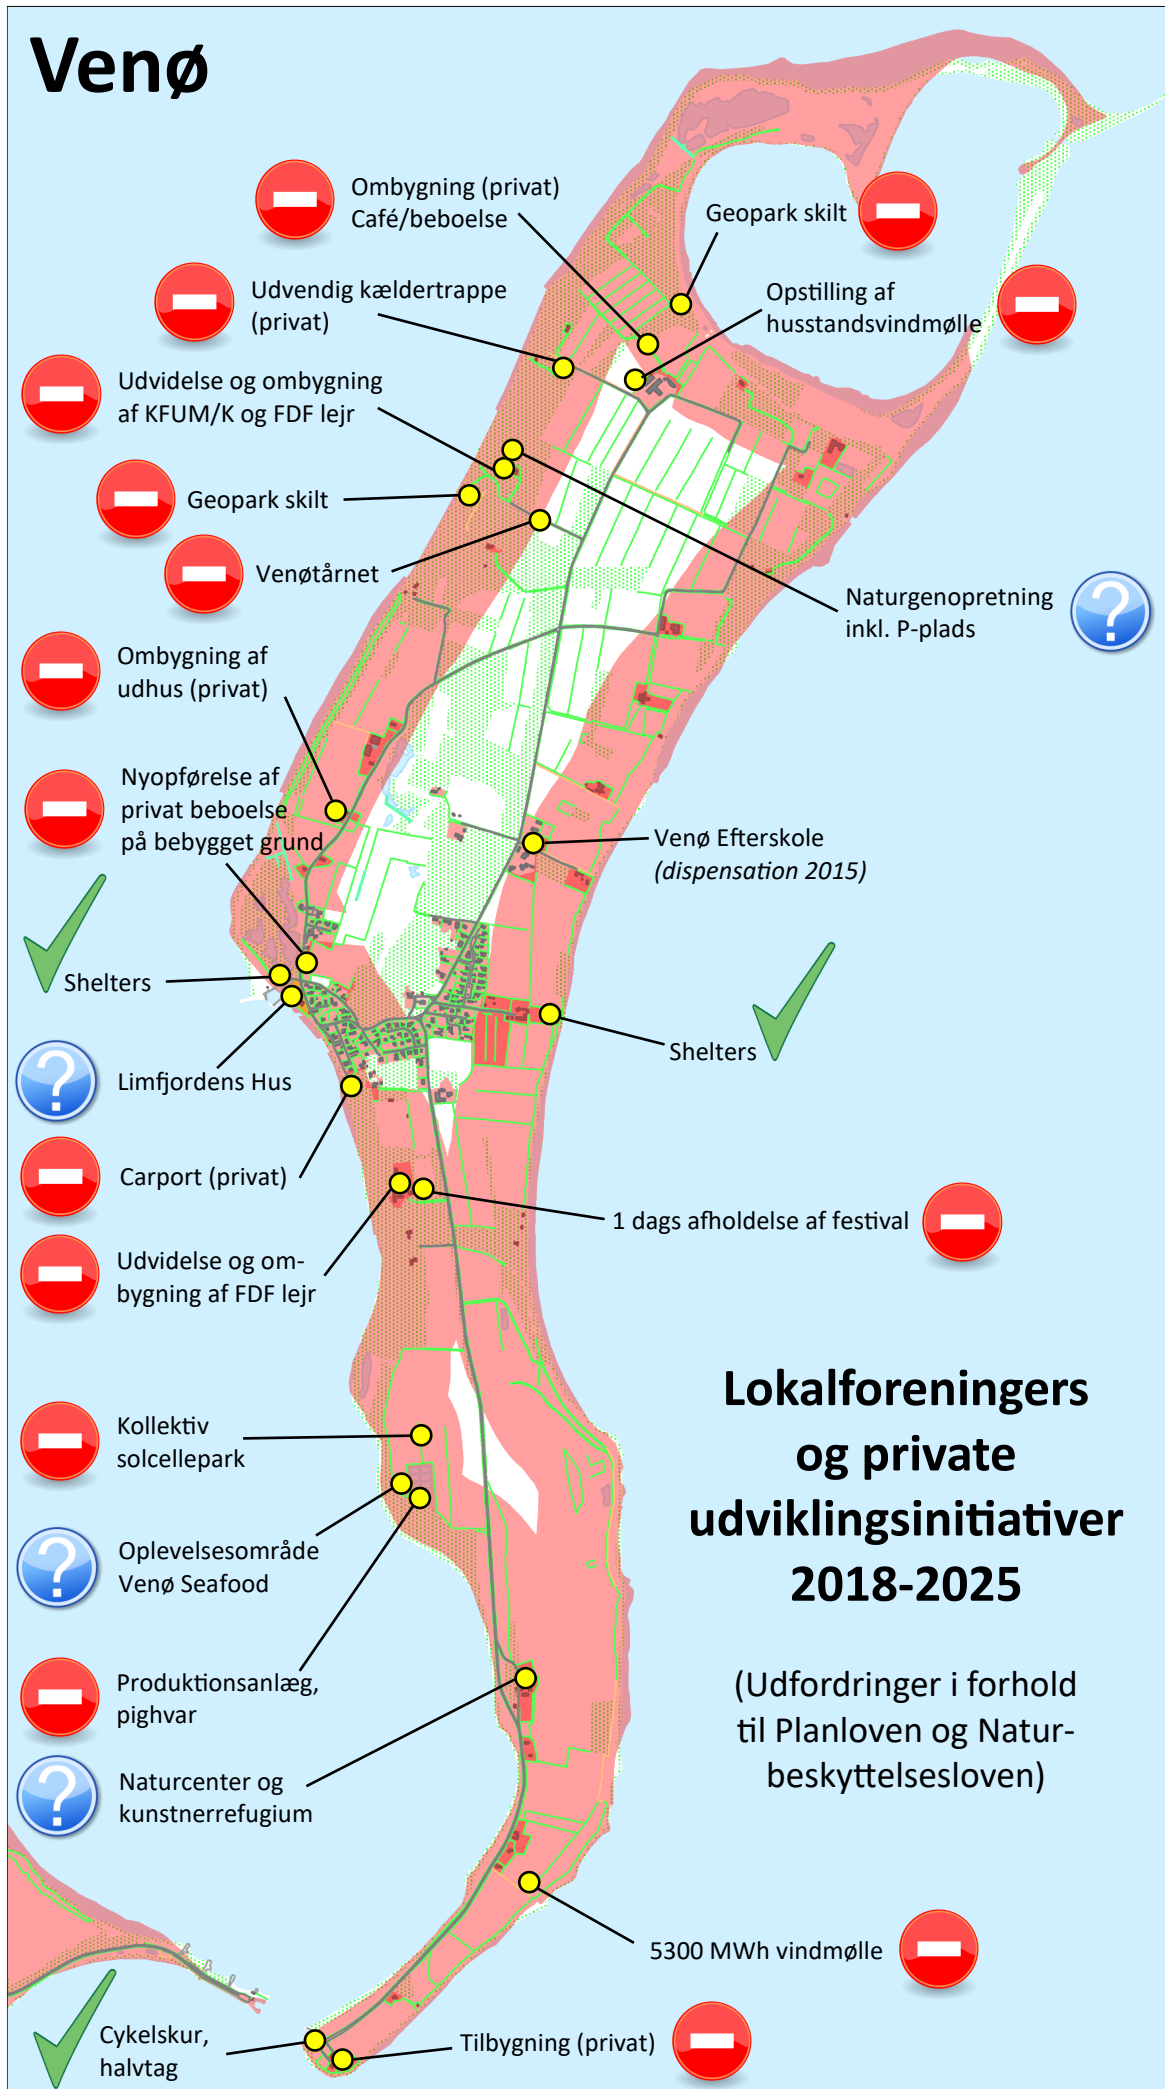 Venø
Ombygning (privat)
Café/beboelse
Geopark skilt
Udvendig kældertrappe
(privat)
Opstilling af
husstandsvindmølle
Udvidelse og ombygning
af KFUM/K og FDF lejr
Geopark skilt
Venøtårnet
Naturgenopretning
inkl. P-plads
?
Ombygning af
udhus (privat)
Nyopførelse af
privat beboelse
på bebygget grund
Venø Efterskole
(dispensation 2015)
Shelters
Shelters
?
Limfjordens Hus
Carport (privat)
1 dags afholdelse af festival
Udvidelse og om-
bygning af FDF lejr
Lokalforeningers
og private
udviklingsinitiativer
2018-2025
Kollektiv
solcellepark
?
Oplevelsesområde
Venø Seafood
(Udfordringer i forhold
til Planloven og Natur-
beskyttelsesloven)
Produktionsanlæg,
pighvar
?
Naturcenter og
kunstnerrefugium
5300 MWh vindmølle
Cykelskur,
halvtag
Tilbygning (privat)